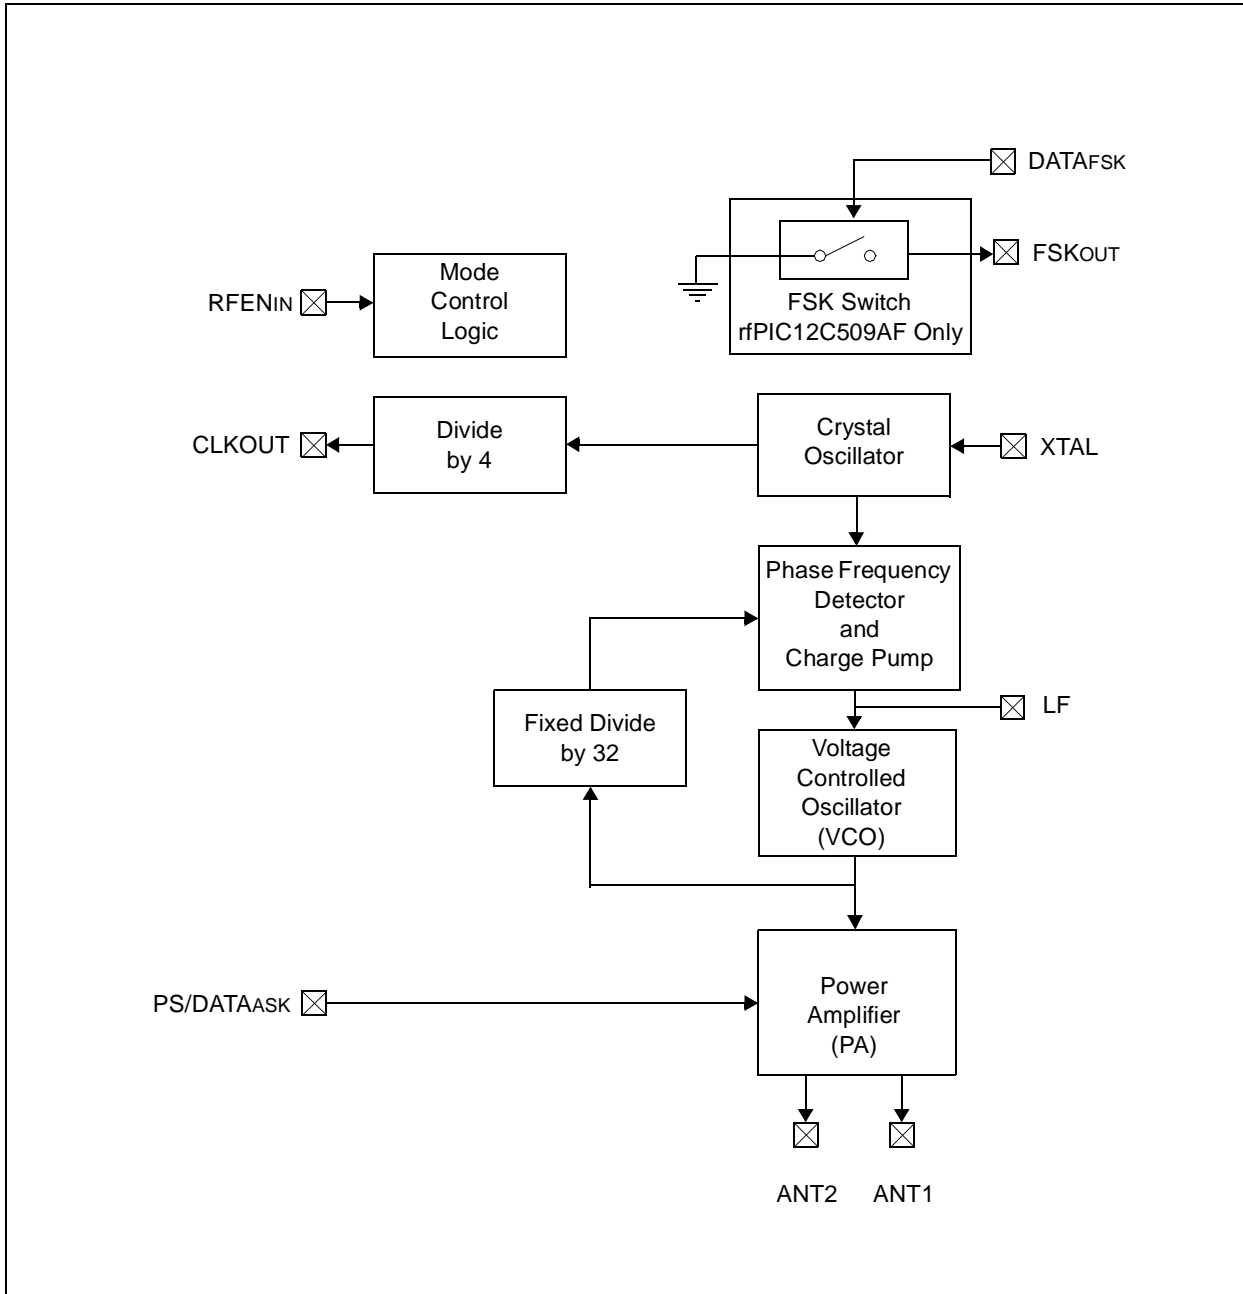 DATAFSK
FSKOUT
FSK Switch
rfPIC12C509AF Only
Mode
Control
Logic
RFENIN
CLKOUT
Divide
by 4
Crystal
Oscillator
XTAL
Phase Frequency
Detector
and
Charge Pump
LF
Fixed Divide
by 32
Voltage
Controlled
Oscillator
(VCO)
PS/DATAASK
Power
Amplifier
(PA)
ANT2
ANT1